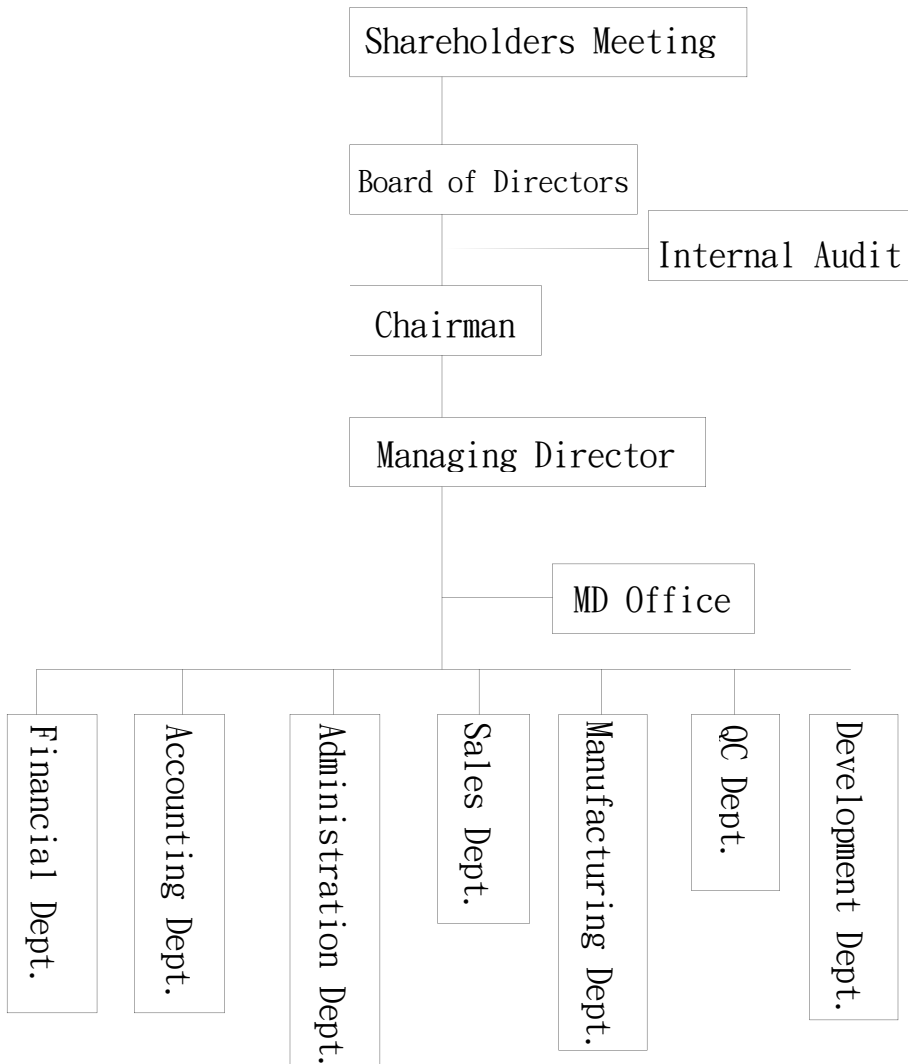 Shareholders Meeting
Board of Directors
Internal Audit
Chairman
Managing Director
MD Office
Financial Dept.
Accounting Dept.
Administration Dept.
Sales Dept.
Manufacturing Dept.
QC Dept.
Development Dept.